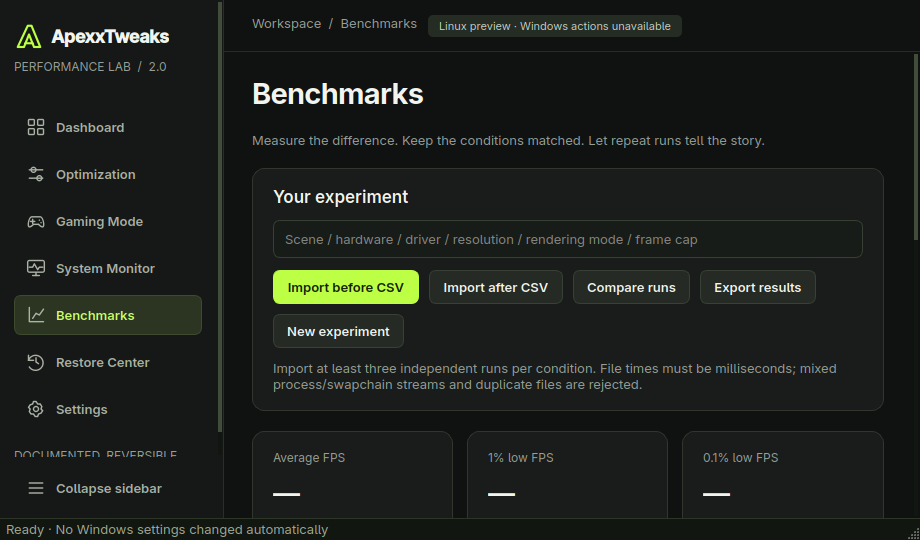 ApexxTweaks
PERFORMANCE LAB / 2.0
Dashboard
Optimization
Gaming Mode
System Monitor
Benchmarks
Restore Center
Settings
DOCUMENTED, REVERSIBLE
Collapse sidebar
Workspace / Benchmarks
Linux preview · Windows actions unavailable
Benchmarks
Measure the difference. Keep the conditions matched. Let repeat runs tell the story.
Your experiment
Scene / hardware / driver / resolution / rendering mode / frame cap
Import before CSV
Import after CSV
Compare runs
Export results
New experiment
Import at least three independent runs per condition. File times must be milliseconds; mixed
process/swapchain streams and duplicate files are rejected.
Average FPS
—
1% low FPS
—
0.1% low FPS
—
Ready · No Windows settings changed automatically